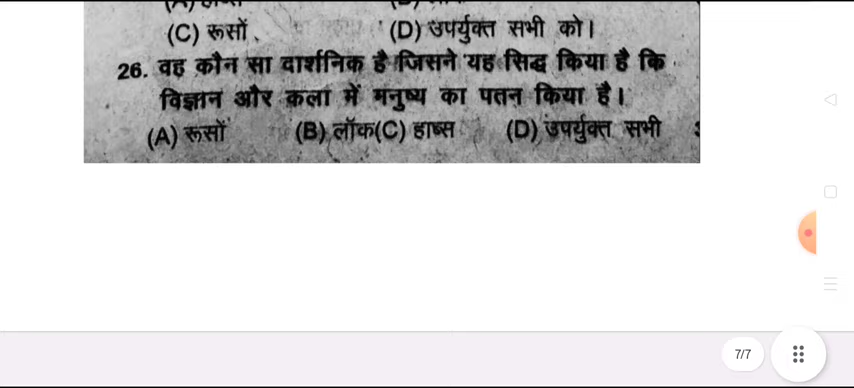 (C) रूसों. (D) उपर्युक्त सभी को।
26. वह कौन सा दार्शनिक है जिसने यह सिद्ध किया है कि
विज्ञान और कला में मनुष्य का पतन किया है।
(A) रूसों (B) लॉक(C) हाब्स (D) उपर्युक्त सभी
7/7